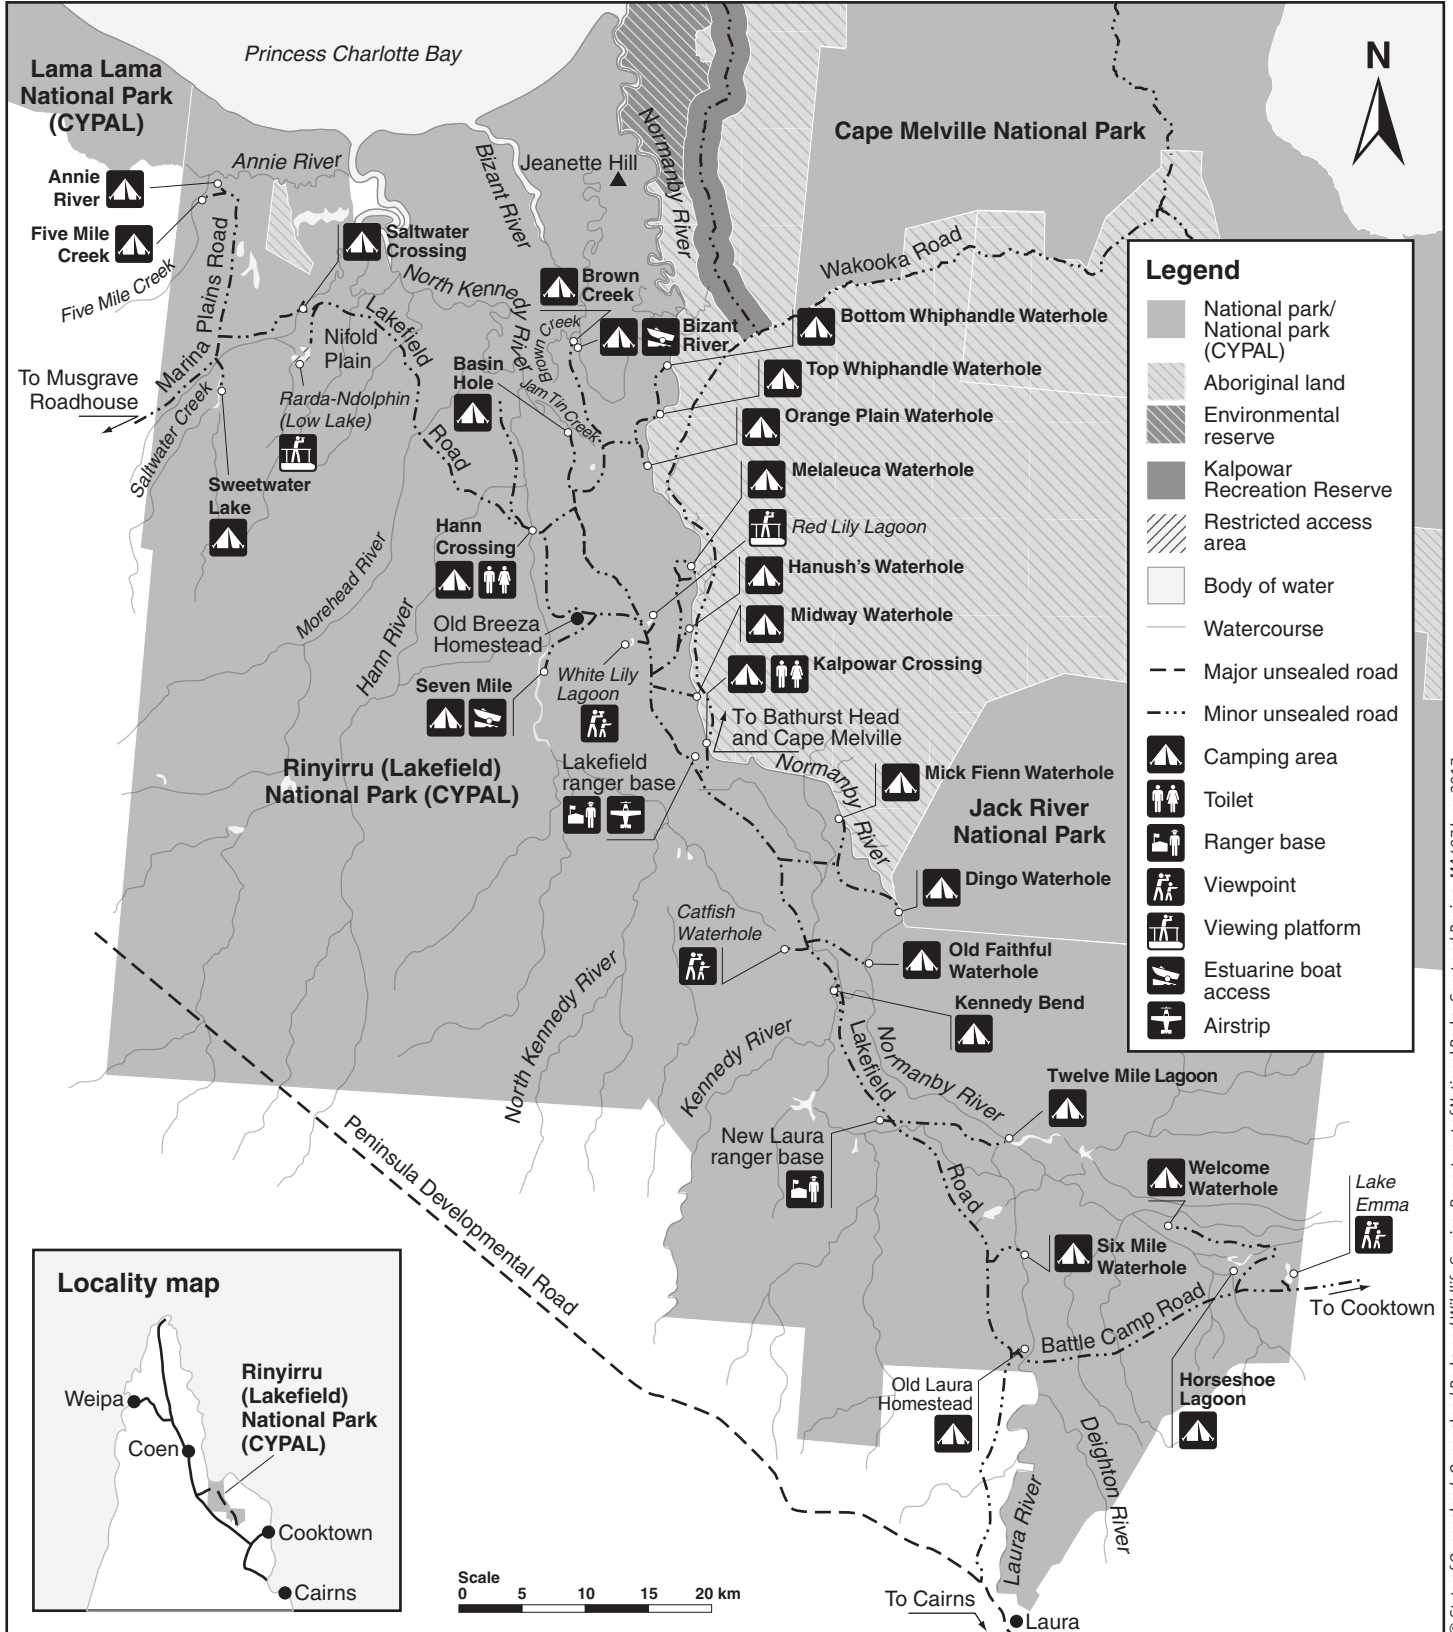 Princess Charlotte Bay
Lama Lama
National Park
(CYPAL)
Cape Melville National Park
N
Annie River
Jeanette Hill
Bizant River
Normanby River
Annie
River
Five Mile
Creek
Five Mile Creek
Marina Plains Road
Saltwater
Crossing
North Kennedy River
Lakefield
Road
Nifold
Plain
Brown
Creek
Brown Creek
Bizant
River
Wakooka Road
Bottom Whiphandle Waterhole
Top Whiphandle Waterhole
Orange Plain Waterhole
Melaleuca Waterhole
Red Lily Lagoon
Hanush's Waterhole
Midway Waterhole
Kalpowar Crossing
To Bathurst Head
and Cape Melville
To Musgrave
Roadhouse
Saltwater Creek
Rarda-Ndolphin
(Low Lake)
Basin
Hole
Jam Tin Creek
Sweetwater
Lake
Hann
Crossing
Morehead River
Hann River
Old Breeza
Homestead
White Lily
Lagoon
Seven Mile
Rinyirru (Lakefield)
National Park (CYPAL)
Lakefield
ranger base
Normanby River
Mick Fienn Waterhole
Jack River
National Park
Dingo Waterhole
Catfish
Waterhole
Old Faithful
Waterhole
Kennedy Bend
North Kennedy River
Kennedy River
Lakefield
Road
Normanby River
Twelve Mile Lagoon
New Laura
ranger base
Welcome
Waterhole
Lake
Emma
Six Mile
Waterhole
To Cooktown
Battle Camp Road
Peninsula Developmental Road
Old Laura
Homestead
Horseshoe
Lagoon
Deighton River
Laura River
To Cairns
Laura
Legend
National park/
National park
(CYPAL)
Aboriginal land
Environmental
reserve
Kalpowar
Recreation Reserve
Restricted access
area
Body of water
Watercourse
Major unsealed road
Minor unsealed road
Camping area
Toilet
Ranger base
Viewpoint
Viewing platform
Estuarine boat
access
Airstrip
Locality map
Rinyirru
(Lakefield)
National Park
(CYPAL)
Weipa
Coen
Cooktown
Cairns
Scale
0 5 10 15 20 km